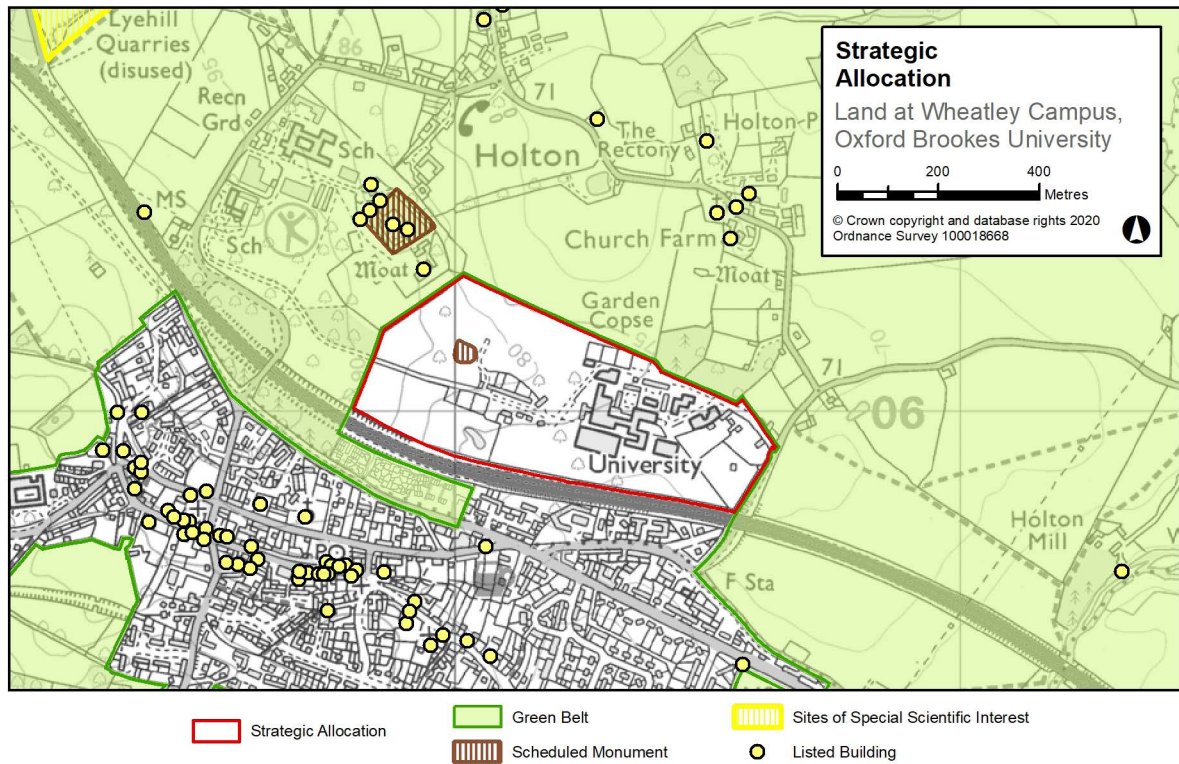 Lyehill
Quarries
(disused)
86
Recn
Grd
Sch
71
Holton
The
Rectory
Holton P
MS
Sch
Moat
Church Farm
Moat
Garden
Copse
80
71
70
06
University
Holton
Mill
W
F Sta
Strategic
Allocation
Land at Wheatley Campus,
Oxford Brookes University
0 200 400
Metres
© Crown copyright and database rights 2020
Ordnance Survey 100018668
Strategic Allocation
Green Belt
Scheduled Monument
Sites of Special Scientific Interest
Listed Building